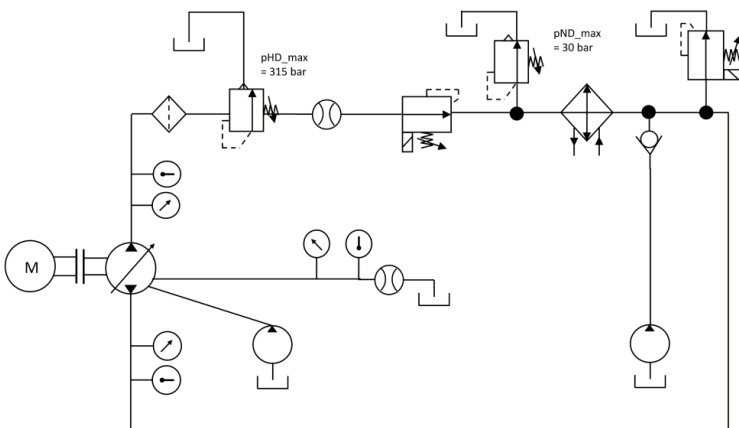 pHD_max
= 315 bar
pND_max
= 30 bar
M